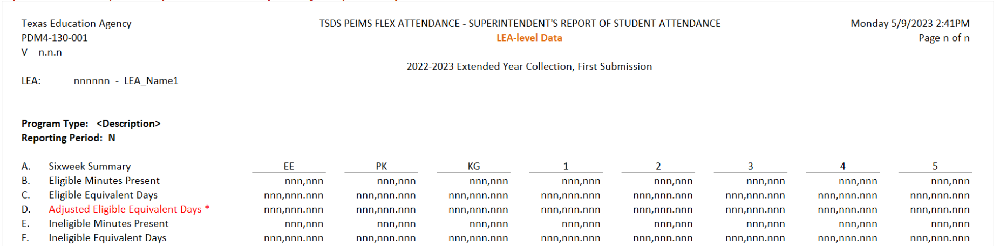 Texas Education Agency TSDS PEIMS FLEX ATTENDANCE - SUPERINTENDENT'S REPORT OF STUDENT ATTENDANCE Monday 5/9/2023 2:41PM
PDM4-130-001 LEA-level Data Page n of n
V n.n.n
2022-2023 Extended Year Collection, First Submission
LEA: nnnnnn - LEA_Name1
Program Type: <Description>
Reporting Period: N
A. Sixweek Summary EE PK KG 1 2 3 4 5
B. Eligible Minutes Present nnn,nnn nnn,nnn nnn,nnn nnn,nnn nnn,nnn nnn,nnn nnn,nnn nnn,nnn
C. Eligible Equivalent Days nnn,nnn.nnn nnn,nnn.nnn nnn,nnn.nnn nnn,nnn.nnn nnn,nnn.nnn nnn,nnn.nnn nnn,nnn.nnn nnn,nnn.nnn
D. Adjusted Eligible Equivalent Days * nnn,nnn.nnn nnn,nnn.nnn nnn,nnn.nnn nnn,nnn.nnn nnn,nnn.nnn nnn,nnn.nnn nnn,nnn.nnn nnn,nnn.nnn
E. Ineligible Minutes Present nnn,nnn nnn,nnn nnn,nnn nnn,nnn nnn,nnn nnn,nnn nnn,nnn nnn,nnn
F. Ineligible Equivalent Days nnn,nnn.nnn nnn,nnn.nnn nnn,nnn.nnn nnn,nnn.nnn nnn,nnn.nnn nnn,nnn.nnn nnn,nnn.nnn nnn,nnn.nnn